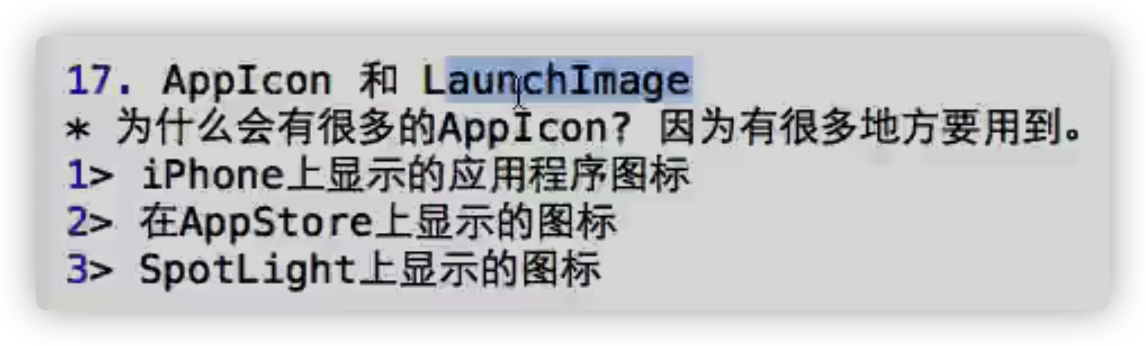 17. AppIcon 和 LaunchImage
* 为什么会有很多的AppIcon? 因为有很多地方要用到。
1> iPhone上显示的应用程序图标
2> 在AppStore上显示的图标
3> SpotLight上显示的图标